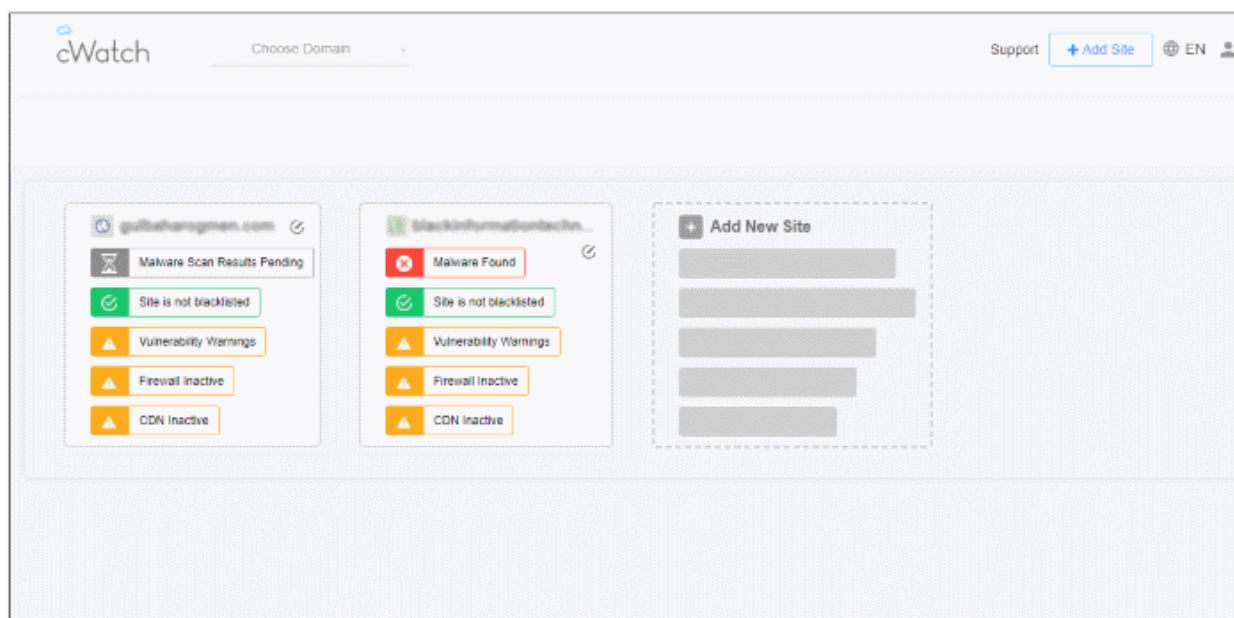 cWatch
Choose Domain
Support
+ Add Site
EN
Malware Scan Results Pending
Site is not blacklisted
Vulnerability Warnings
Firewall Inactive
CDN Inactive
Malware Found
Site is not blacklisted
Vulnerability Warnings
Firewall Inactive
CDN Inactive
+ Add New Site